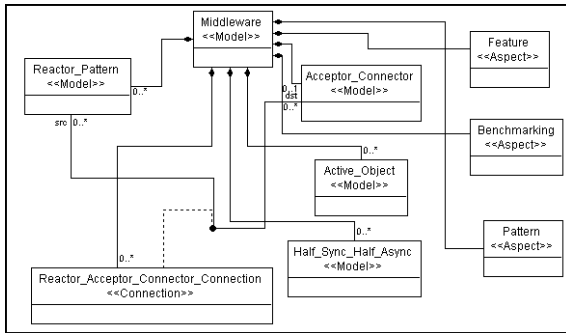 Middleware
<<Model>>
Feature
<<Aspect>>
Reactor_Pattern
<<Model>>
0..*
Acceptor_Connector
<<Model>>
0..1
dst
0..*
src
0..*
Benchmarking
<<Aspect>>
0..*
Active_Object
<<Model>>
Pattern
<<Aspect>>
0..*
Half_Sync_Half_Async
<<Model>>
0..*
Reactor_Acceptor_Connector_Connection
<<Connection>>